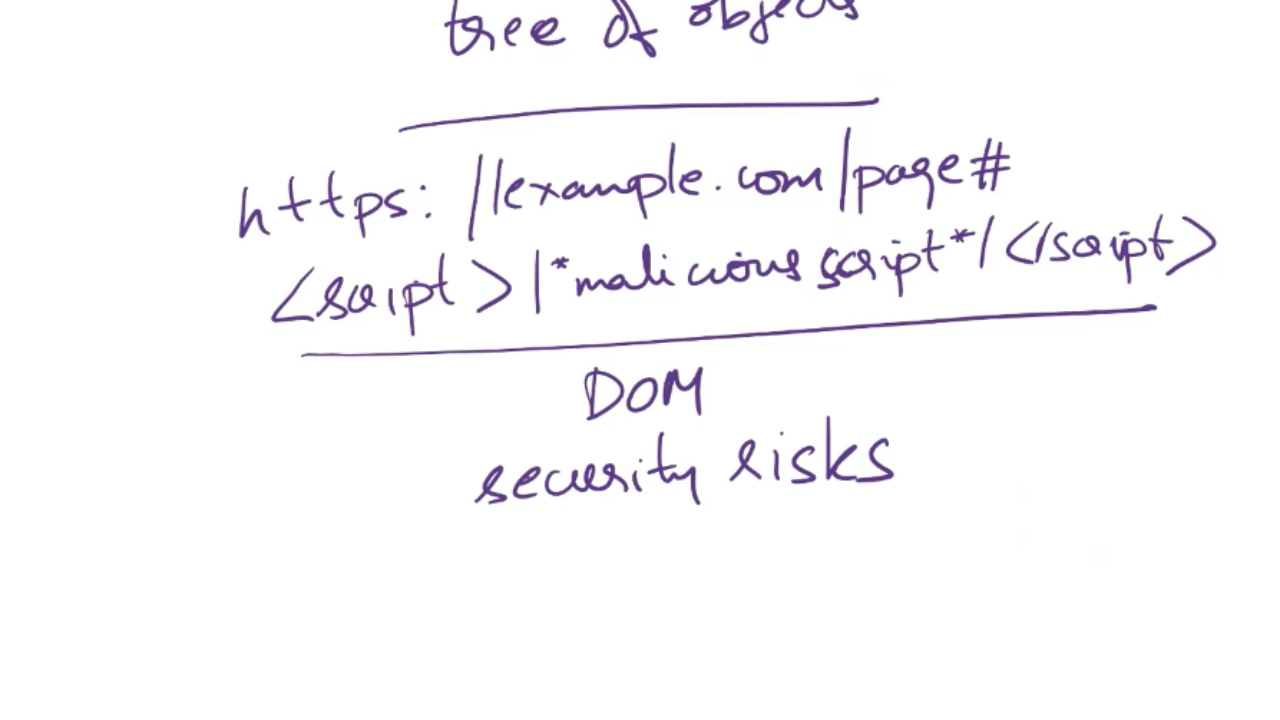 tree of objects
https://example.com/page#
<script>/*malicious script*/</script>
DOM
security risks